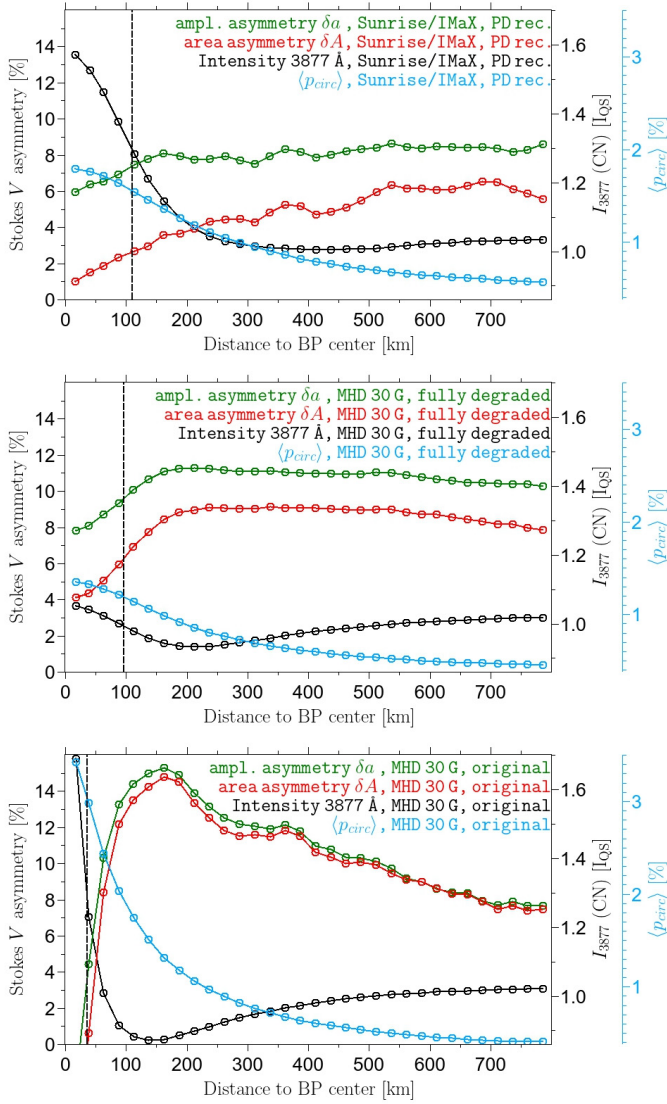 ampl. asymmetry δa, Sunrise/IMaX, PD rec.
area asymmetry δA, Sunrise/IMaX, PD rec.
Intensity 3877 Å, Sunrise/IMaX, PD rec.
⟨p_circ⟩, Sunrise/IMaX, PD rec.
Stokes V asymmetry [%]
0 2 4 6 8 10 12 14
I_3877 (CN) [I_QS]
1.0 1.2 1.4 1.6
⟨p_circ⟩ [%]
1 2 3
0 100 200 300 400 500 600 700
Distance to BP center [km]
ampl. asymmetry δa , MHD 30 G, fully degraded
area asymmetry δA , MHD 30 G, fully degraded
Intensity 3877 Å, MHD 30 G, fully degraded
⟨p_circ⟩, MHD 30 G, fully degraded
Stokes V asymmetry [%]
0 2 4 6 8 10 12 14
I_3877 (CN) [I_QS]
1.0 1.2 1.4 1.6
⟨p_circ⟩ [%]
1 2 3
0 100 200 300 400 500 600 700
Distance to BP center [km]
ampl. asymmetry δa , MHD 30 G, original
area asymmetry δA , MHD 30 G, original
Intensity 3877 Å, MHD 30 G, original
⟨p_circ⟩, MHD 30 G, original
Stokes V asymmetry [%]
0 2 4 6 8 10 12 14
I_3877 (CN) [I_QS]
1.0 1.2 1.4 1.6
⟨p_circ⟩ [%]
1 2 3
0 100 200 300 400 500 600 700
Distance to BP center [km]